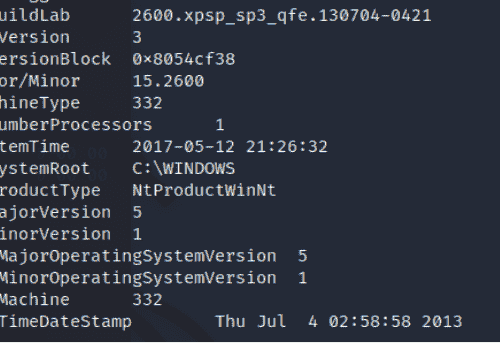 uildLab 2600.xpsp_sp3_qfe.130704-0421
Version 3
ersionBlock 0×8054cf38
or/Minor 15.2600
hineType 332
umberProcessors 1
temTime 2017-05-12 21:26:32
ystemRoot C:\WINDOWS
roductType NtProductWinNt
ajorVersion 5
inorVersion 1
MajorOperatingSystemVersion 5
MinorOperatingSystemVersion 1
Machine 332
TimeDateStamp Thu Jul 4 02:58:58 2013